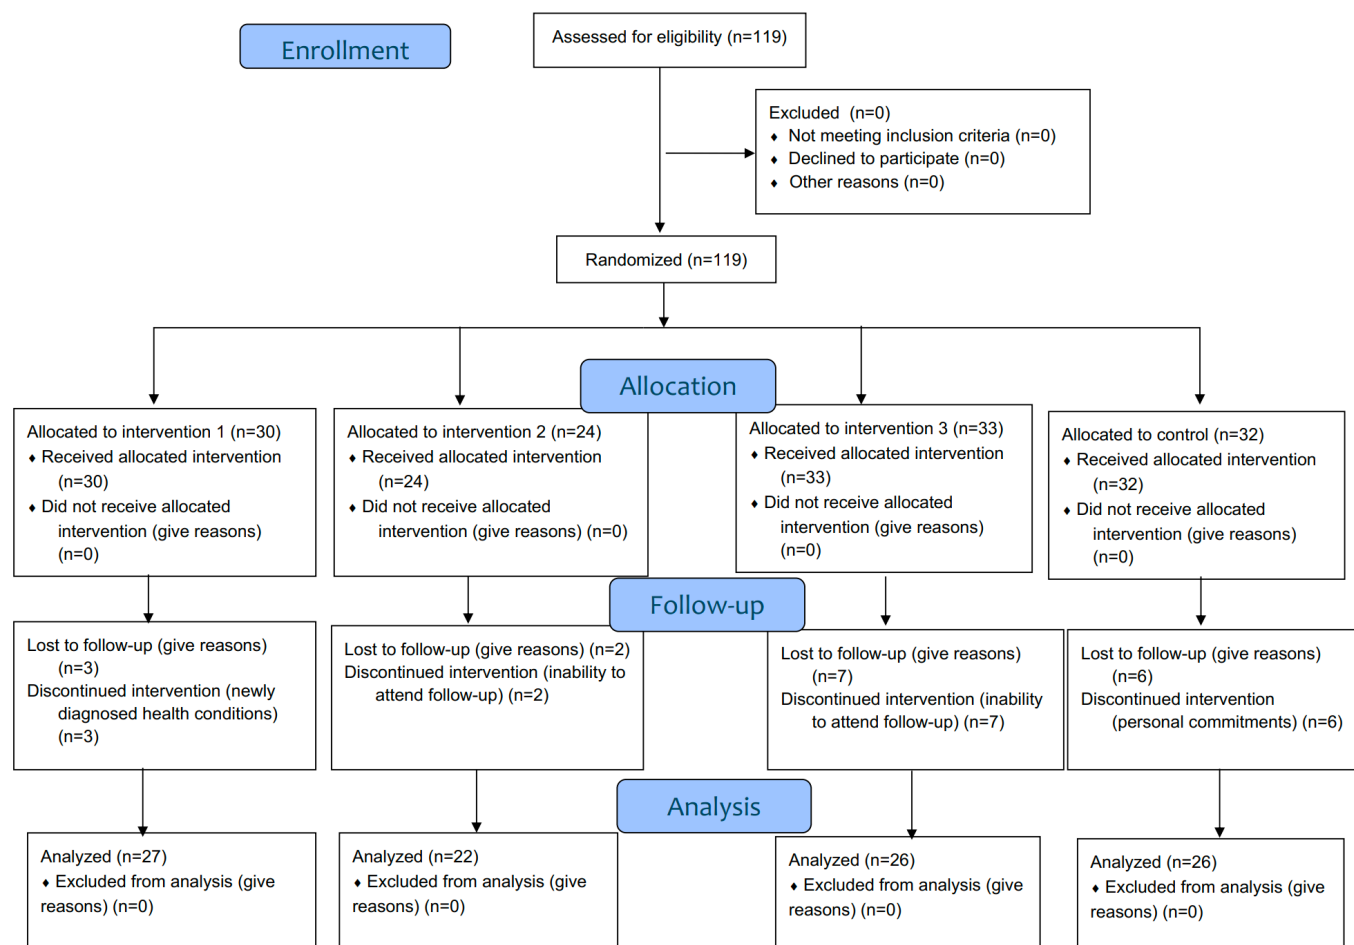 Enrollment
Assessed for eligibility (n=119)
Excluded  (n=0)
♦ Not meeting inclusion criteria (n=0)
♦ Declined to participate (n=0)
♦ Other reasons (n=0)
Randomized (n=119)
Allocation
Allocated to intervention 1 (n=30)
♦ Received allocated intervention
(n=30)
♦ Did not receive allocated
intervention (give reasons)
(n=0)
Allocated to intervention 2 (n=24)
♦ Received allocated intervention
(n=24)
♦ Did not receive allocated
intervention (give reasons) (n=0)
Allocated to intervention 3 (n=33)
♦ Received allocated intervention
(n=33)
♦ Did not receive allocated
intervention (give reasons)
(n=0)
Allocated to control (n=32)
♦ Received allocated intervention
(n=32)
♦ Did not receive allocated
intervention (give reasons)
(n=0)
Follow-up
Lost to follow-up (give reasons)
(n=3)
Discontinued intervention (newly
diagnosed health conditions)
(n=3)
Lost to follow-up (give reasons) (n=2)
Discontinued intervention (inability to
attend follow-up) (n=2)
Lost to follow-up (give reasons)
(n=7)
Discontinued intervention (inability
to attend follow-up) (n=7)
Lost to follow-up (give reasons)
(n=6)
Discontinued intervention
(personal commitments) (n=6)
Analysis
Analyzed (n=27)
♦ Excluded from analysis (give
reasons) (n=0)
Analyzed (n=22)
♦ Excluded from analysis (give
reasons) (n=0)
Analyzed (n=26)
♦ Excluded from analysis (give
reasons) (n=0)
Analyzed (n=26)
♦ Excluded from analysis (give
reasons) (n=0)